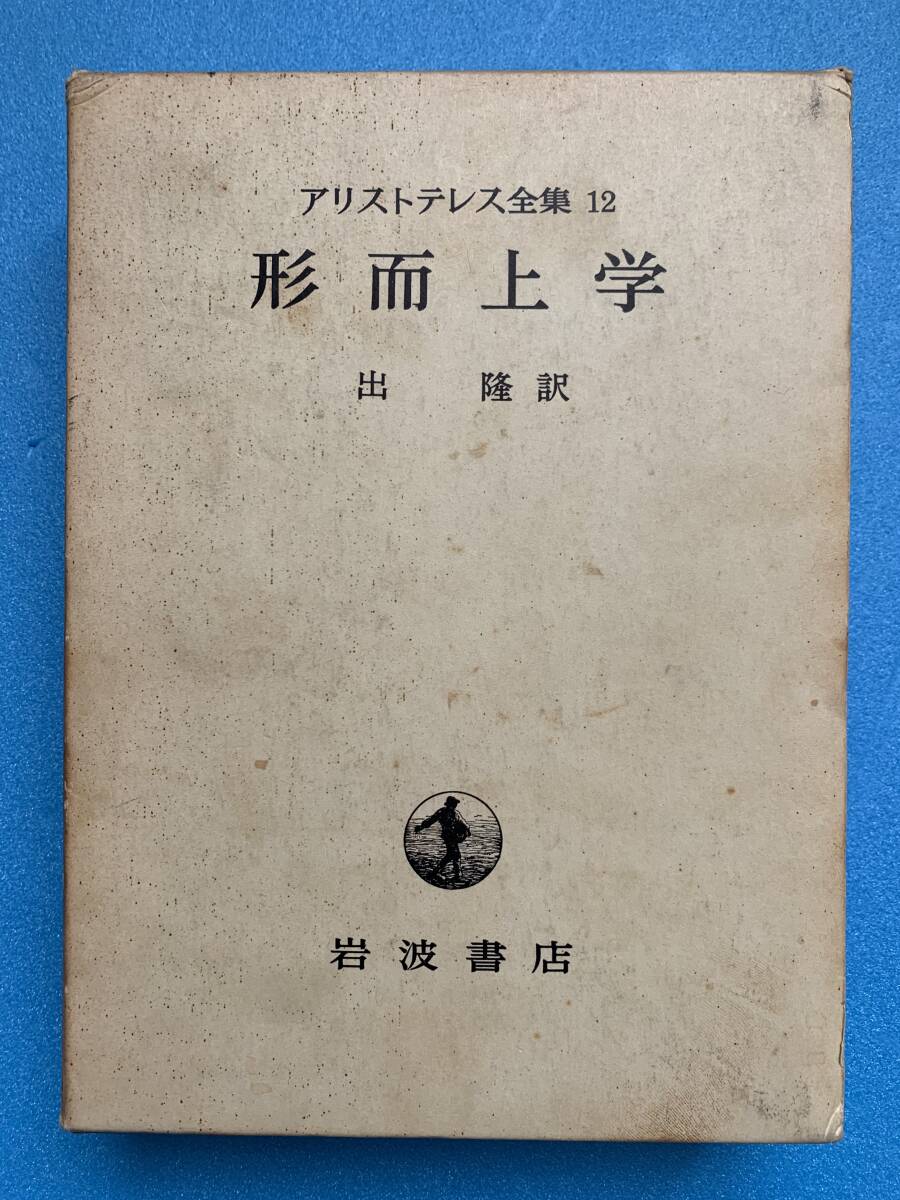 アリストテレス全集 12
形而上学
出 隆訳
岩波書店